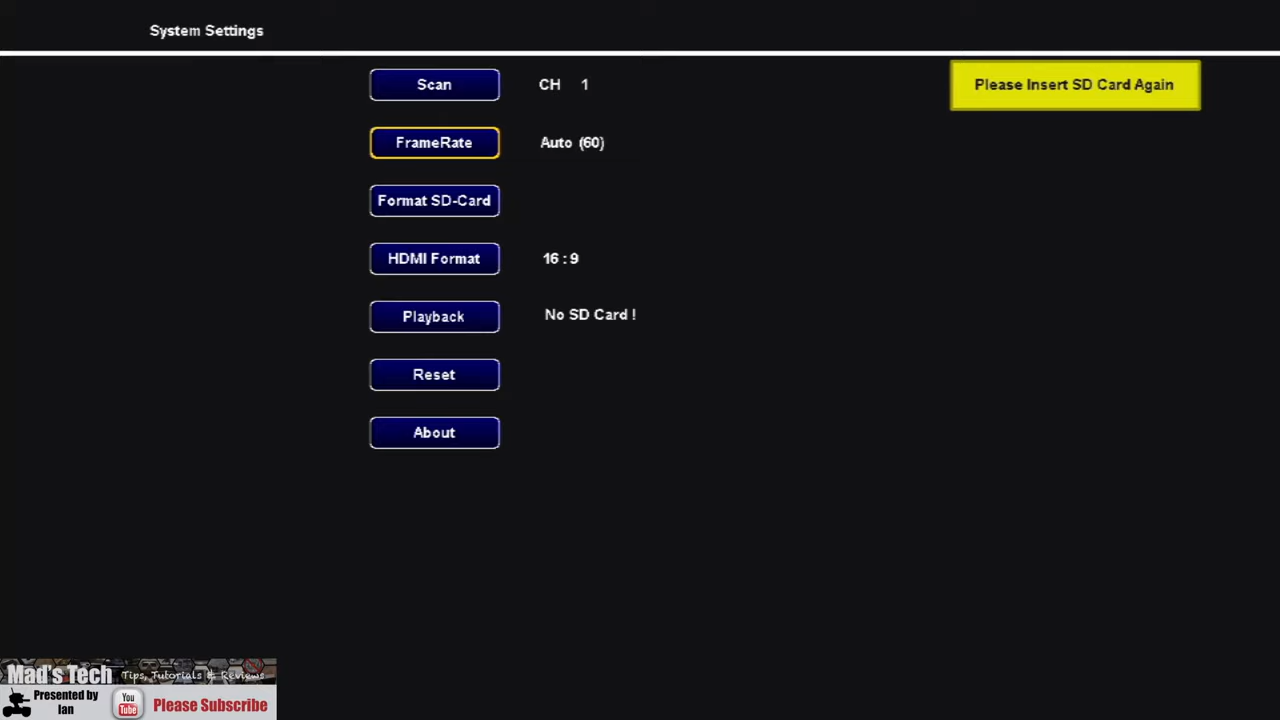 System Settings
Scan CH 1
Please Insert SD Card Again
FrameRate Auto (60)
Format SD-Card
HDMI Format 16 : 9
Playback No SD Card !
Reset
About
Mad's Tech Tips, Tutorials & Reviews
Presented by
Ian
You
Tube
Please Subscribe